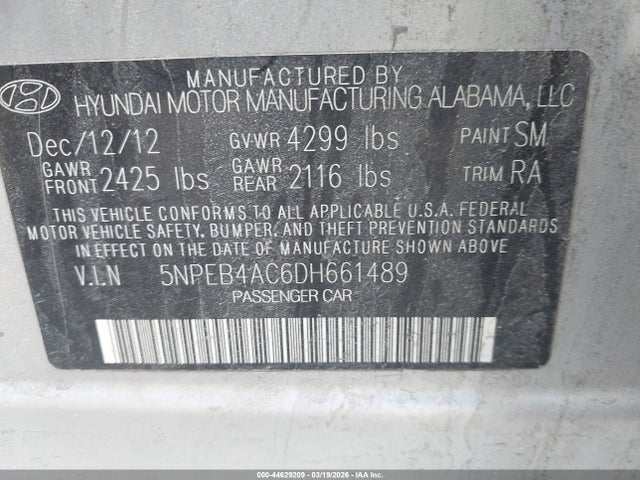 MANUFACTURED BY
HYUNDAI MOTOR MANUFACTURING ALABAMA, LLC
Dec/12/12 GVWR 4299 lbs PAINT SM
GAWR FRONT 2425 lbs GAWR REAR 2116 lbs TRIM RA
THIS VEHICLE CONFORMS TO ALL APPLICABLE U.S.A. FEDERAL
MOTOR VEHICLE SAFETY, BUMPER, AND THEFT PREVENTION STANDARDS
IN EFFECT ON THE DATE OF MANUFACTURE SHOWN ABOVE.
V.I.N 5NPEB4AC6DH661489
PASSENGER CAR
000-44629209 - 03/19/2026 - IAAI.COM